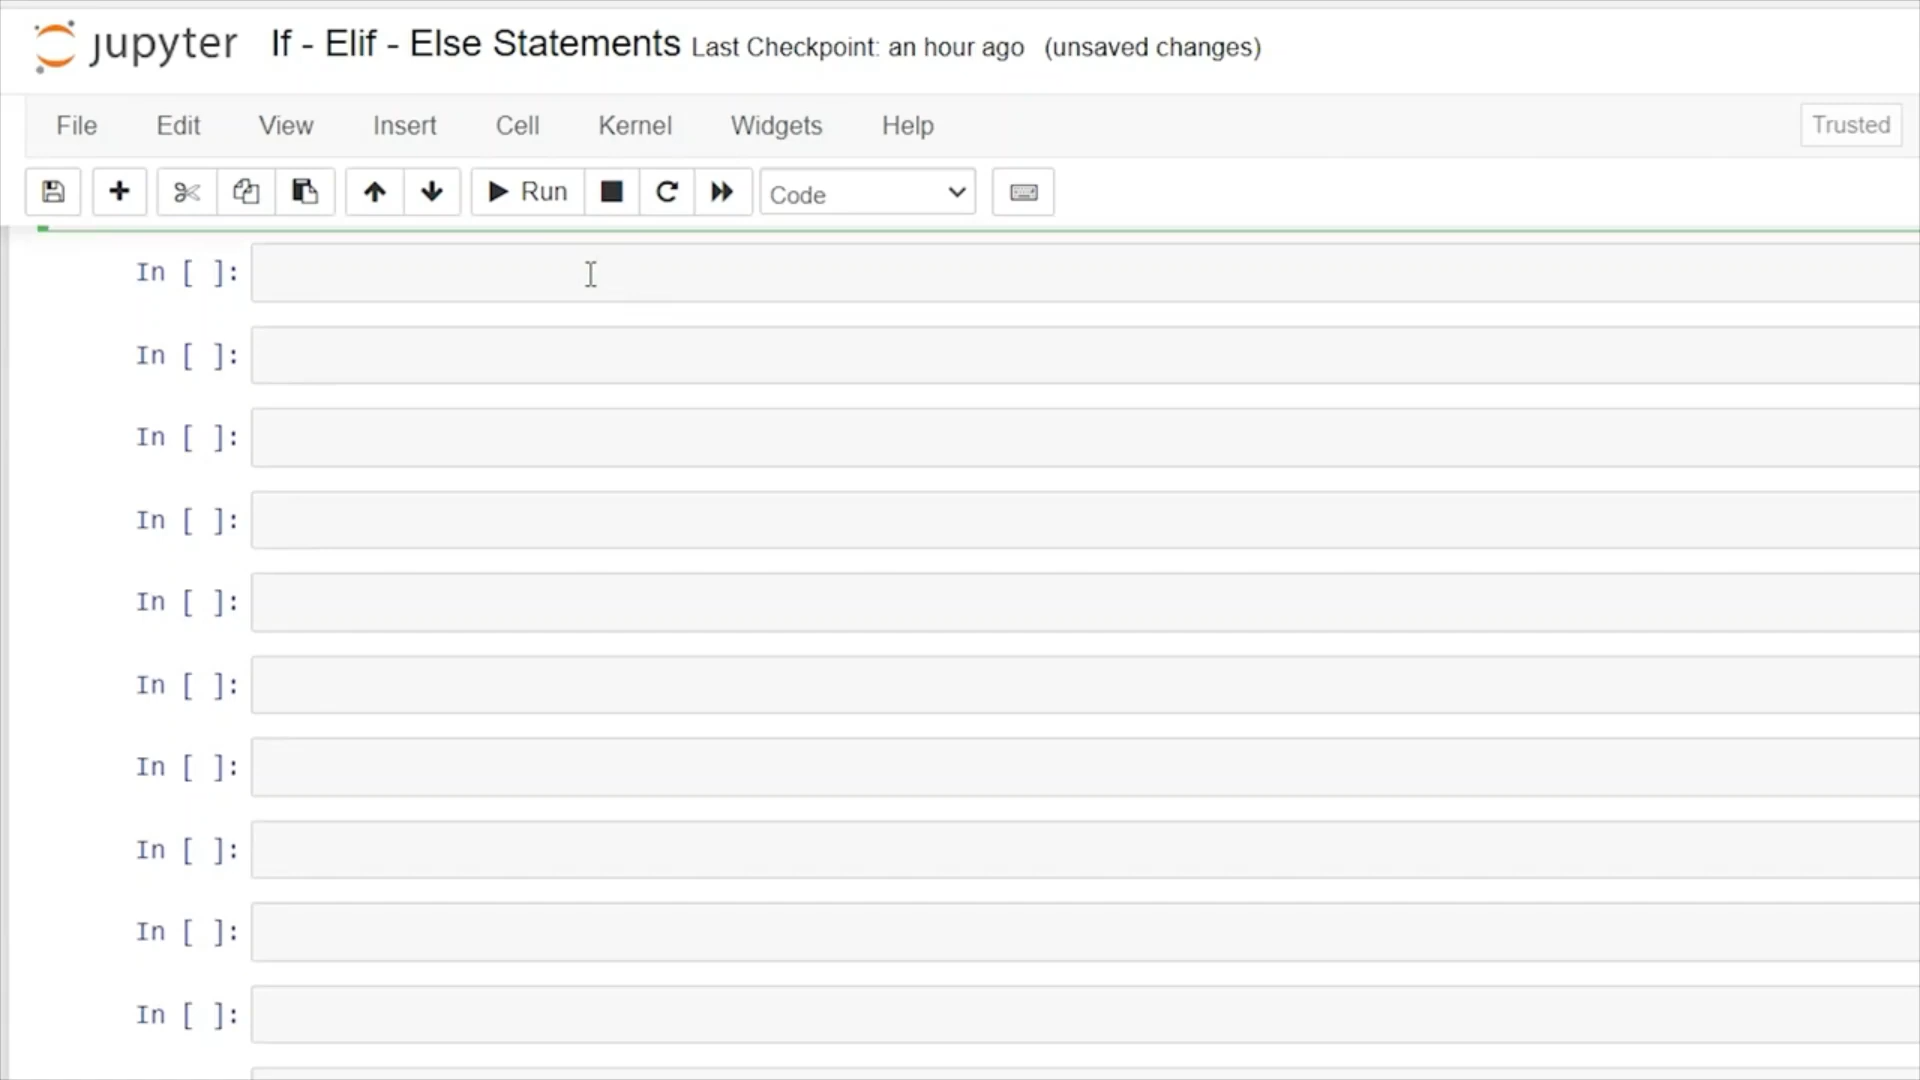 jupyter If - Elif - Else Statements Last Checkpoint: an hour ago (unsaved changes)
File Edit View Insert Cell Kernel Widgets Help Trusted
Run Code
In [ ]:
In [ ]:
In [ ]:
In [ ]:
In [ ]:
In [ ]:
In [ ]:
In [ ]:
In [ ]:
In [ ]: